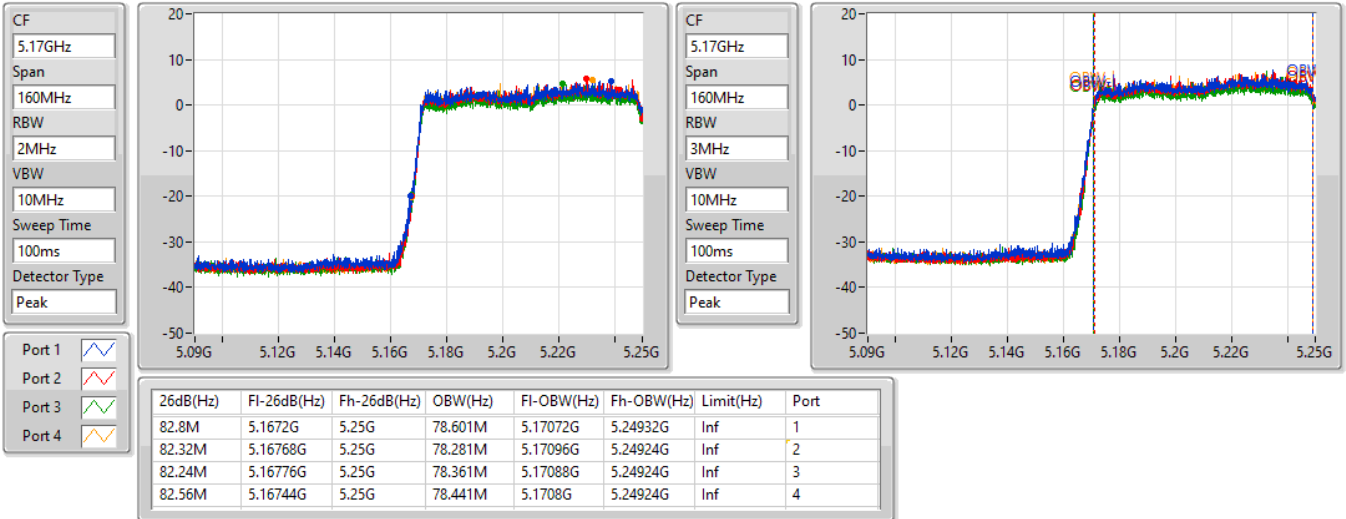 CF
5.17GHz
Span
160MHz
RBW
2MHz
VBW
10MHz
Sweep Time
100ms
Detector Type
Peak
20
10
0
-10
-20
-30
-40
-50
5.09G 5.12G 5.14G 5.16G 5.18G 5.2G 5.22G 5.25G
CF
5.17GHz
Span
160MHz
RBW
3MHz
VBW
10MHz
Sweep Time
100ms
Detector Type
Peak
20
10
0
-10
-20
-30
-40
-50
OBW
OBW
5.09G 5.12G 5.14G 5.16G 5.18G 5.2G 5.22G 5.25G
Port 1
Port 2
Port 3
Port 4
26dB(Hz) Fl-26dB(Hz) Fh-26dB(Hz) OBW(Hz) Fl-OBW(Hz) Fh-OBW(Hz) Limit(Hz) Port
82.8M 5.1672G 5.25G 78.601M 5.17072G 5.24932G Inf 1
82.32M 5.16768G 5.25G 78.281M 5.17096G 5.24924G Inf 2
82.24M 5.16776G 5.25G 78.361M 5.17088G 5.24924G Inf 3
82.56M 5.16744G 5.25G 78.441M 5.1708G 5.24924G Inf 4